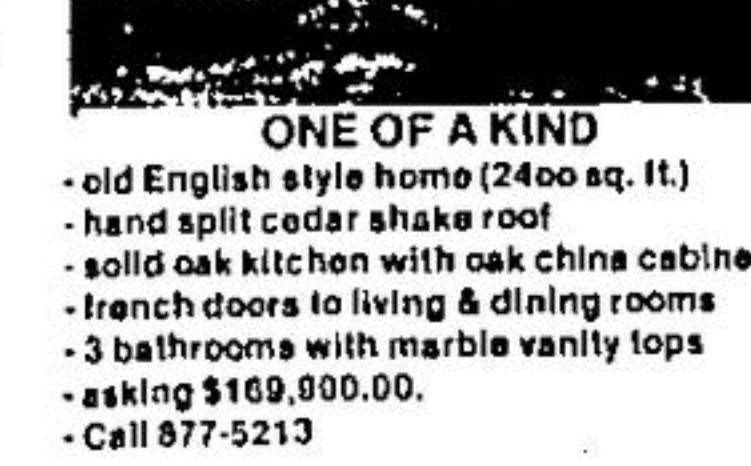 ONE OF A KIND
- old English style home (2400 sq. ft.)
- hand split cedar shake roof
- solid oak kitchen with oak china cabine
- french doors to living & dining rooms
- 3 bathrooms with marble vanity tops
- asking $169,900.00.
- Call 877-5213